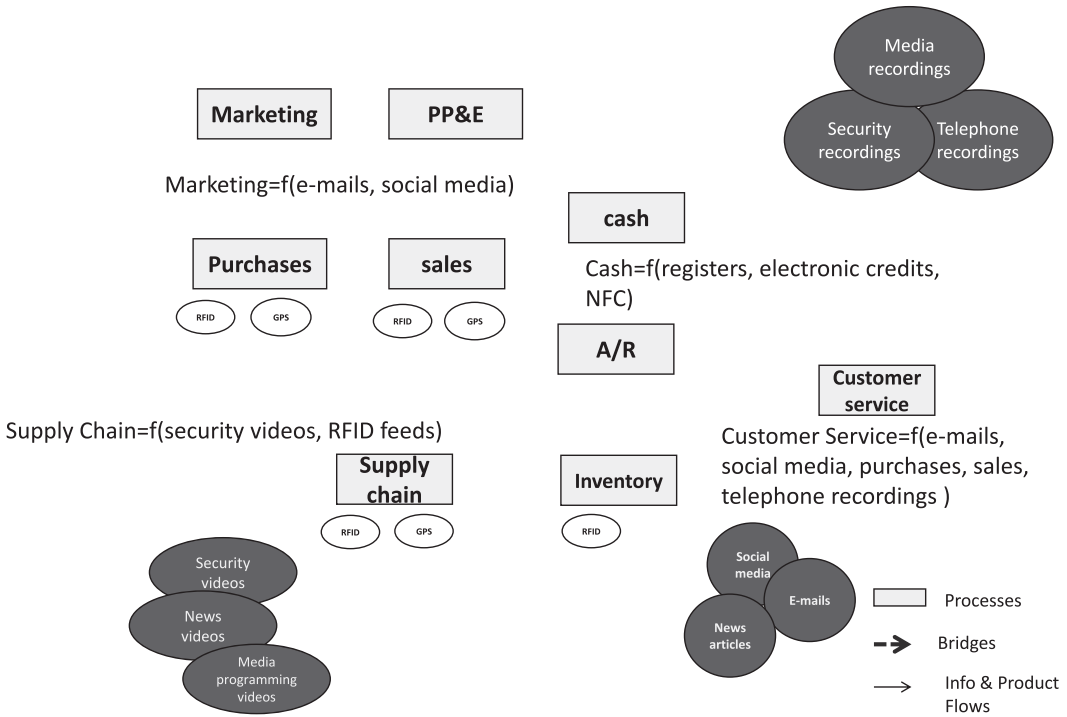 Media
recordings
Security
recordings
Telephone
recordings
Marketing
PP&E
Marketing=f(e-mails, social media)
cash
Purchases
sales
Cash=f(registers, electronic credits,
NFC)
RFID
GPS
RFID
GPS
A/R
Customer
service
Supply Chain=f(security videos, RFID feeds)
Customer Service=f(e-mails,
social media, purchases, sales,
telephone recordings )
Supply
chain
Inventory
RFID
GPS
RFID
Security
videos
News
videos
Media
programming
videos
Social
media
E-mails
News
articles
Processes
Bridges
Info & Product
Flows